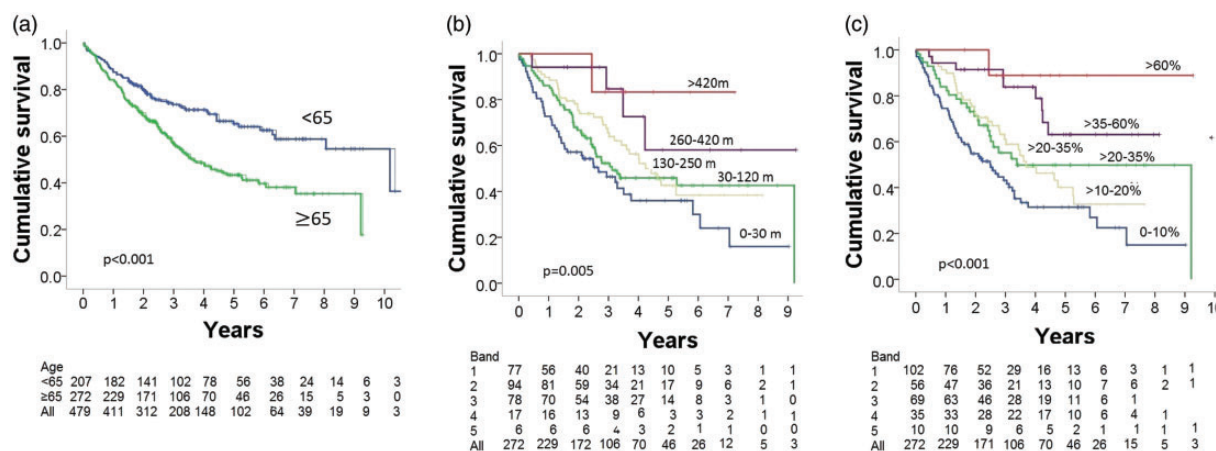 (a)
Cumulative survival
1.0
0.8
0.6
0.4
0.2
0.0
<65
≥65
p<0.001
0 1 2 3 4 5 6 7 8 9 10
Years
Age
<65 207 182 141 102 78 56 38 24 14 6 3
≥65 272 229 171 106 70 46 26 15 5 3 0
All 479 411 312 208 148 102 64 39 19 9 3
(b)
Cumulative survival
1.0
0.8
0.6
0.4
0.2
0.0
>420m
260-420 m
130-250 m
30-120 m
0-30 m
p=0.005
0 1 2 3 4 5 6 7 8 9
Years
Band
1 77 56 40 21 13 10 5 3 1 1
2 94 81 59 34 21 17 9 6 2 1
3 78 70 54 38 27 14 8 3 1 0
4 17 16 13 9 6 3 3 2 1 1
5 6 6 6 4 3 2 1 1 0 0
All 272 229 172 106 70 46 26 12 5 3
(c)
Cumulative survival
1.0
0.8
0.6
0.4
0.2
0.0
>60%
>35-60%
>20-35%
>20-35%
>10-20%
0-10%
p<0.001
0 1 2 3 4 5 6 7 8 9 10
Years
Band
1 102 76 52 29 16 13 6 3 1 1
2 56 47 36 21 13 10 7 6 2 1
3 69 63 46 28 19 11 6 1
4 35 33 28 22 17 10 6 4 1
5 10 10 9 6 5 2 1 1 1 1
All 272 229 171 106 70 46 26 15 5 3